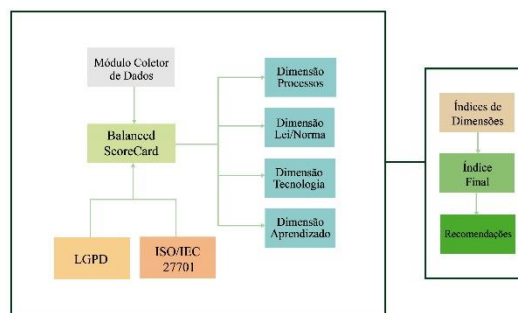 Módulo Coletor
de Dados
Balanced
ScoreCard
LGPD
ISO/IEC
27701
Dimensão
Processos
Dimensão
Lei/Norma
Dimensão
Tecnologia
Dimensão
Aprendizado
Índices de
Dimensões
Índice
Final
Recomendações